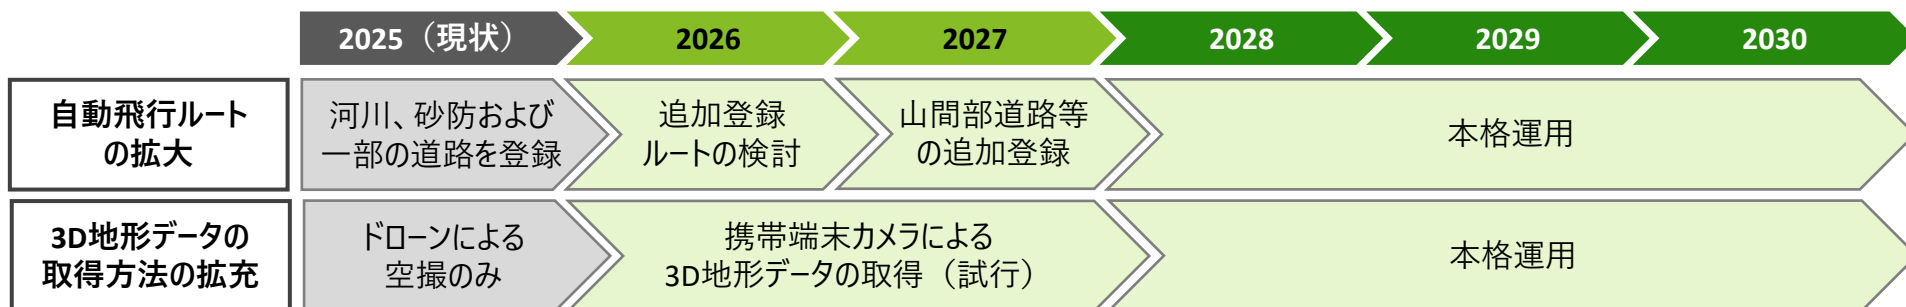 2025（現状）
2026
2027
2028
2029
2030
自動飛行ルート
の拡大
河川、砂防および
一部の道路を登録
追加登録
ルートの検討
山間部道路等
の追加登録
本格運用
3D地形データの
取得方法の拡充
ドローンによる
空撮のみ
携帯端末カメラによる
3D地形データの取得（試行）
本格運用